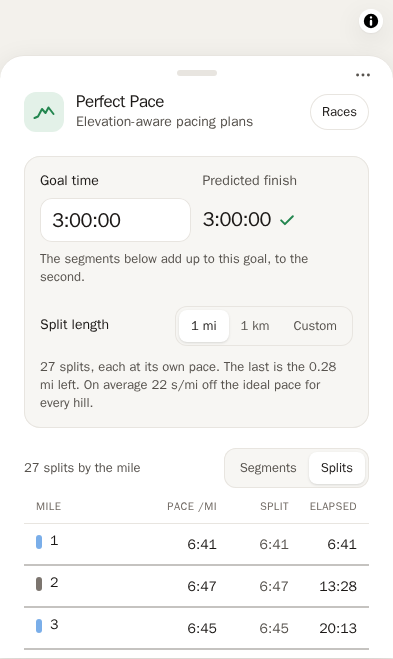 Perfect Pace
Elevation-aware pacing plans
Races
Goal time
Predicted finish
3:00:00
3:00:00
The segments below add up to this goal, to the
second.
Split length
1 mi
1 km
Custom
27 splits, each at its own pace. The last is the 0.28
mi left. On average 22 s/mi off the ideal pace for
every hill.
27 splits by the mile
Segments
Splits
MILE PACE /MI SPLIT ELAPSED
1 6:41 6:41 6:41
2 6:47 6:47 13:28
3 6:45 6:45 20:13